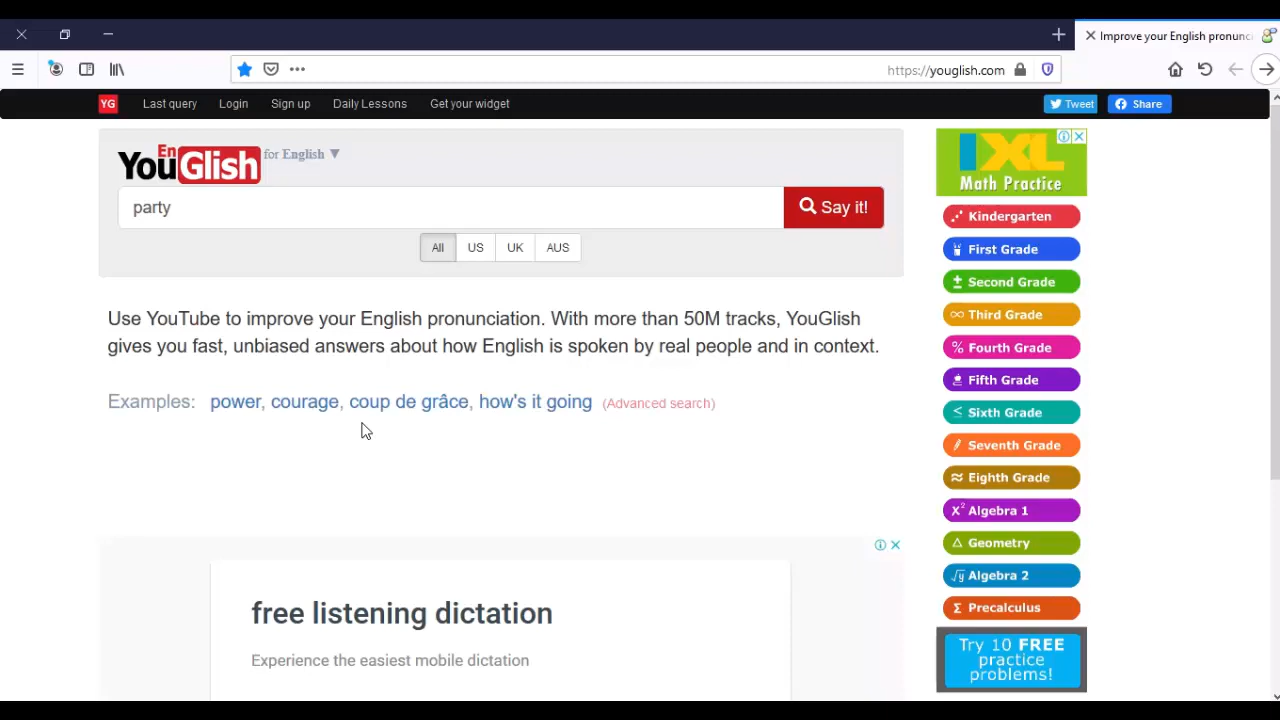 Improve your English pronunc
https://youglish.com
YG Last query Login Sign up Daily Lessons Get your widget Tweet Share
YouGlish En for English ▼
party Say it!
All US UK AUS
Use YouTube to improve your English pronunciation. With more than 50M tracks, YouGlish
gives you fast, unbiased answers about how English is spoken by real people and in context.
Examples: power, courage, coup de grâce, how's it going (Advanced search)
free listening dictation
Experience the easiest mobile dictation
IXL
Math Practice
Kindergarten
First Grade
Second Grade
Third Grade
Fourth Grade
Fifth Grade
Sixth Grade
Seventh Grade
Eighth Grade
x² Algebra 1
Geometry
√y Algebra 2
Σ Precalculus
Try 10 FREE
practice
problems!